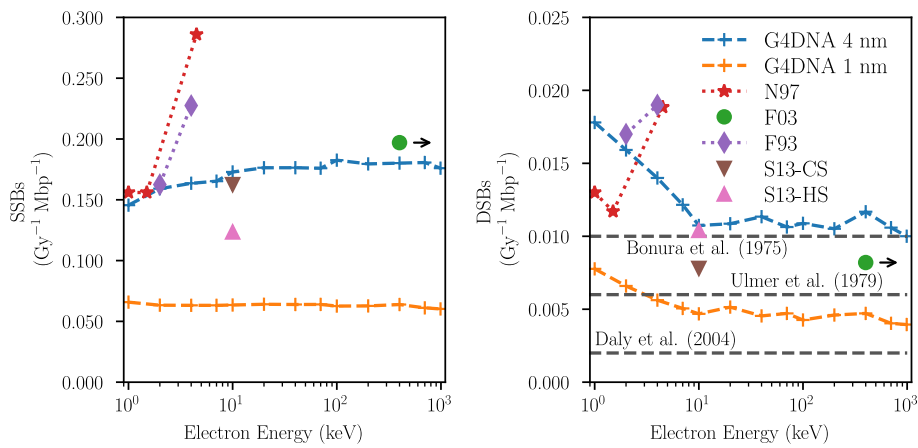 0.300
0.250
0.200
0.150
0.100
0.050
0.000
SSBs
(Gy⁻¹ Mbp⁻¹)
10⁰ 10¹ 10² 10³
Electron Energy (keV)
0.025
0.020
0.015
0.010
0.005
0.000
DSBs
(Gy⁻¹ Mbp⁻¹)
G4DNA 4 nm
G4DNA 1 nm
N97
F03
F93
S13-CS
S13-HS
Bonura et al. (1975)
Ulmer et al. (1979)
Daly et al. (2004)
10⁰ 10¹ 10² 10³
Electron Energy (keV)